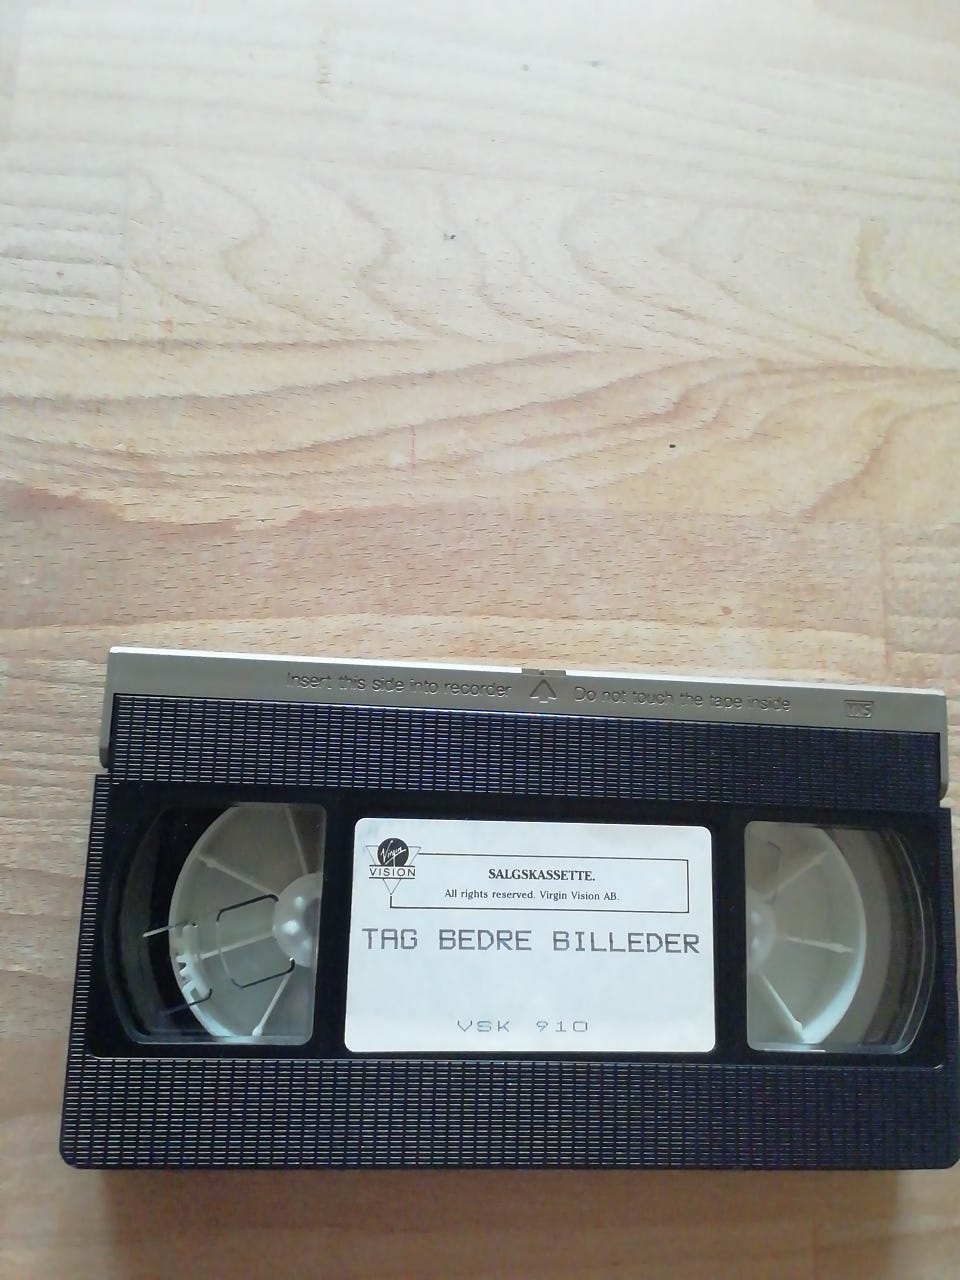 Insert this side into recorder Do not touch the tape inside VHS
Virgin
VISION
SALGSKASSETTE.
All rights reserved. Virgin Vision AB.
TAG BEDRE BILLEDER
VSK 910